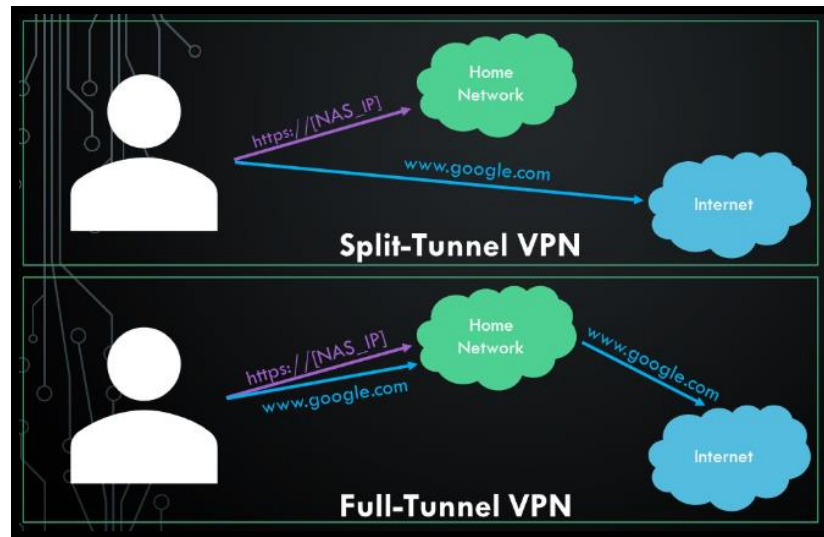 Home
Network
https://[NAS_IP]
www.google.com
Internet
Split-Tunnel VPN
Home
Network
https://[NAS_IP]
www.google.com
www.google.com
Internet
Full-Tunnel VPN